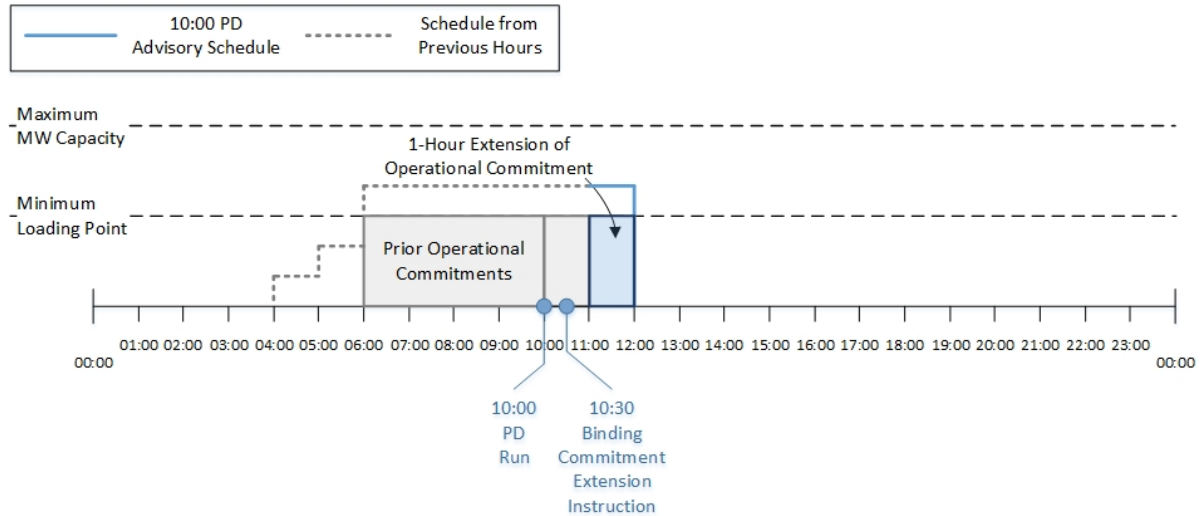 10:00 PD
Advisory Schedule
Schedule from
Previous Hours
Maximum
MW Capacity
1-Hour Extension of
Operational Commitment
Minimum
Loading Point
Prior Operational
Commitments
01:00 02:00 03:00 04:00 05:00 06:00 07:00 08:00 09:00 10:00 11:00 12:00 13:00 14:00 15:00 16:00 17:00 18:00 19:00 20:00 21:00 22:00 23:00
00:00 00:00
10:00
PD
Run
10:30
Binding
Commitment
Extension
Instruction